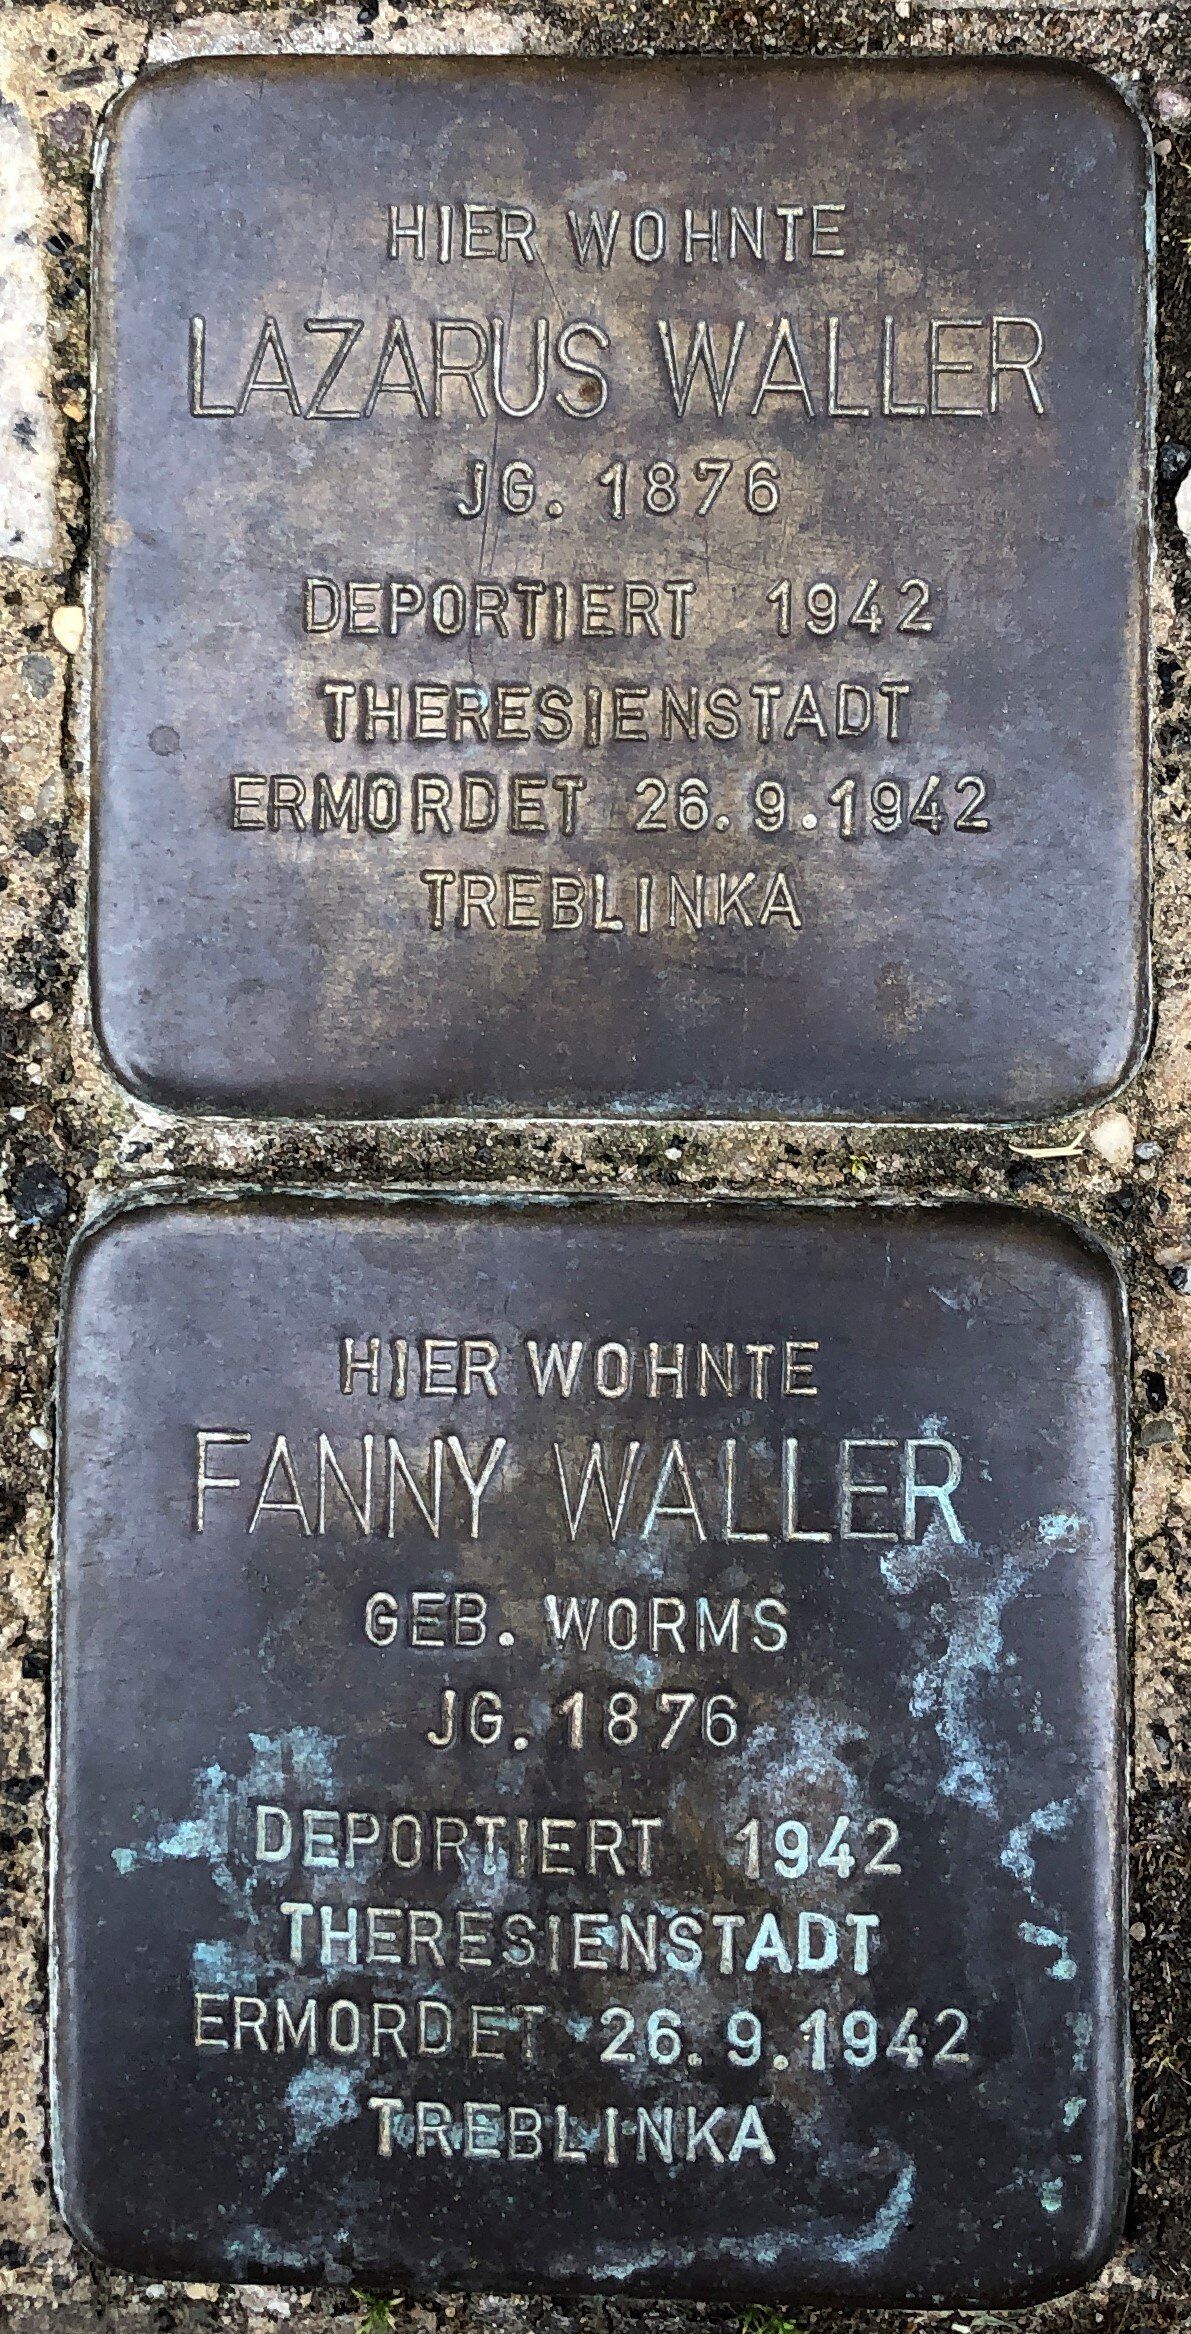 HIER WOHNTE
LAZARUS WALLER
JG. 1876
DEPORTIERT 1942
THERESIENSTADT
ERMORDET 26.9.1942
TREBLINKA
HIER WOHNTE
FANNY WALLER
GEB. WORMS
JG. 1876
DEPORTIERT 1942
THERESIENSTADT
ERMORDET 26.9.1942
TREBLINKA